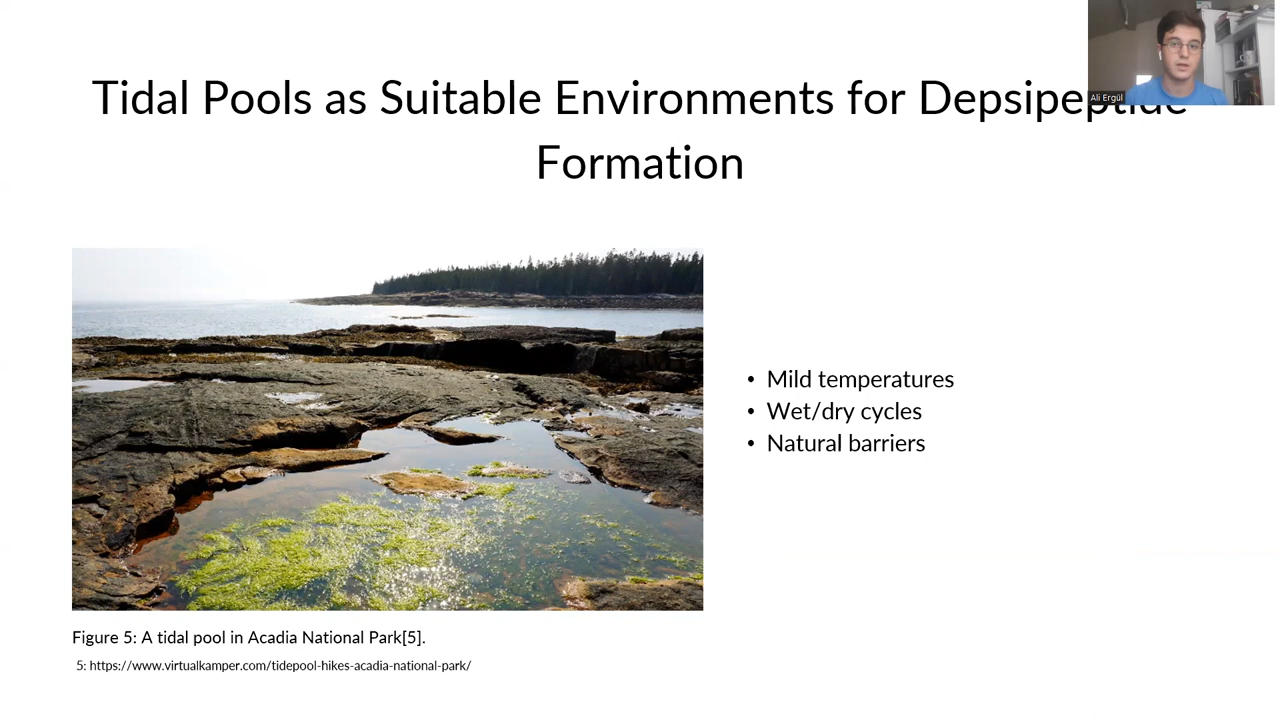 Tidal Pools as Suitable Environments for Depsipeptide
Formation
Ali Ergül
• Mild temperatures
• Wet/dry cycles
• Natural barriers
Figure 5: A tidal pool in Acadia National Park[5].
5: https://www.virtualkamper.com/tidepool-hikes-acadia-national-park/